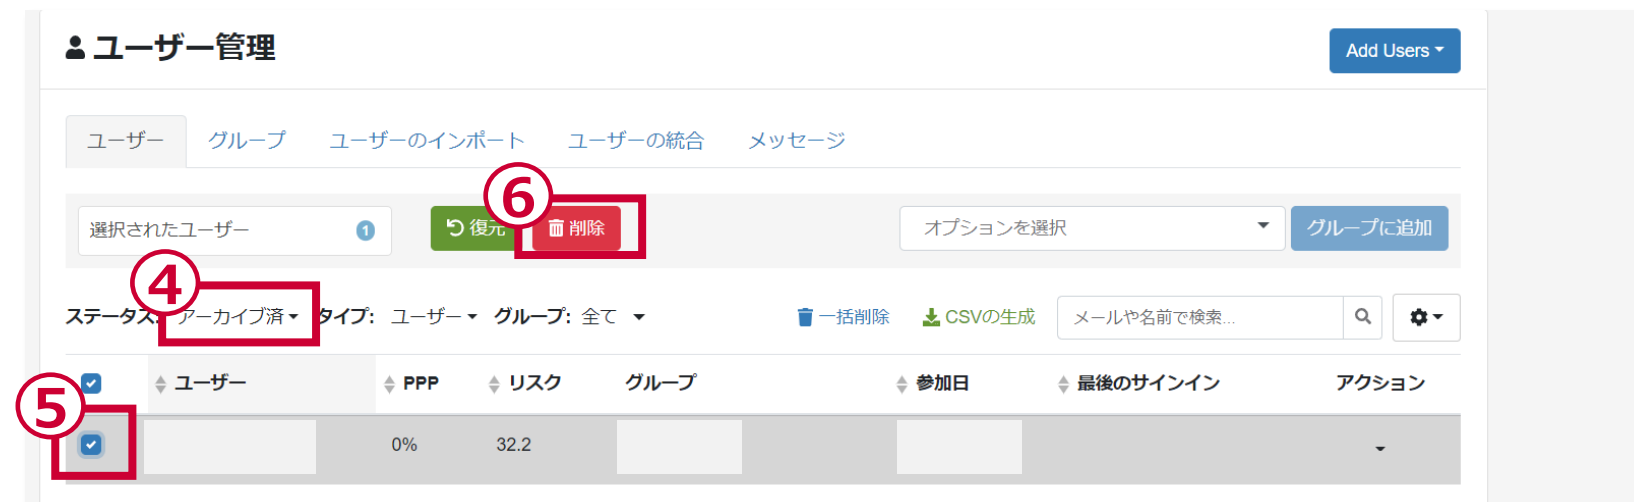 ユーザー管理
Add Users
ユーザー グループ ユーザーのインポート ユーザーの統合 メッセージ
⑥
選択されたユーザー 1 復元 削除 オプションを選択 グループに追加
④
ステータス: アーカイブ済 タイプ: ユーザー グループ: 全て 一括削除 CSVの生成 メールや名前で検索...
ユーザー PPP リスク グループ 参加日 最後のサインイン アクション
⑤
0% 32.2